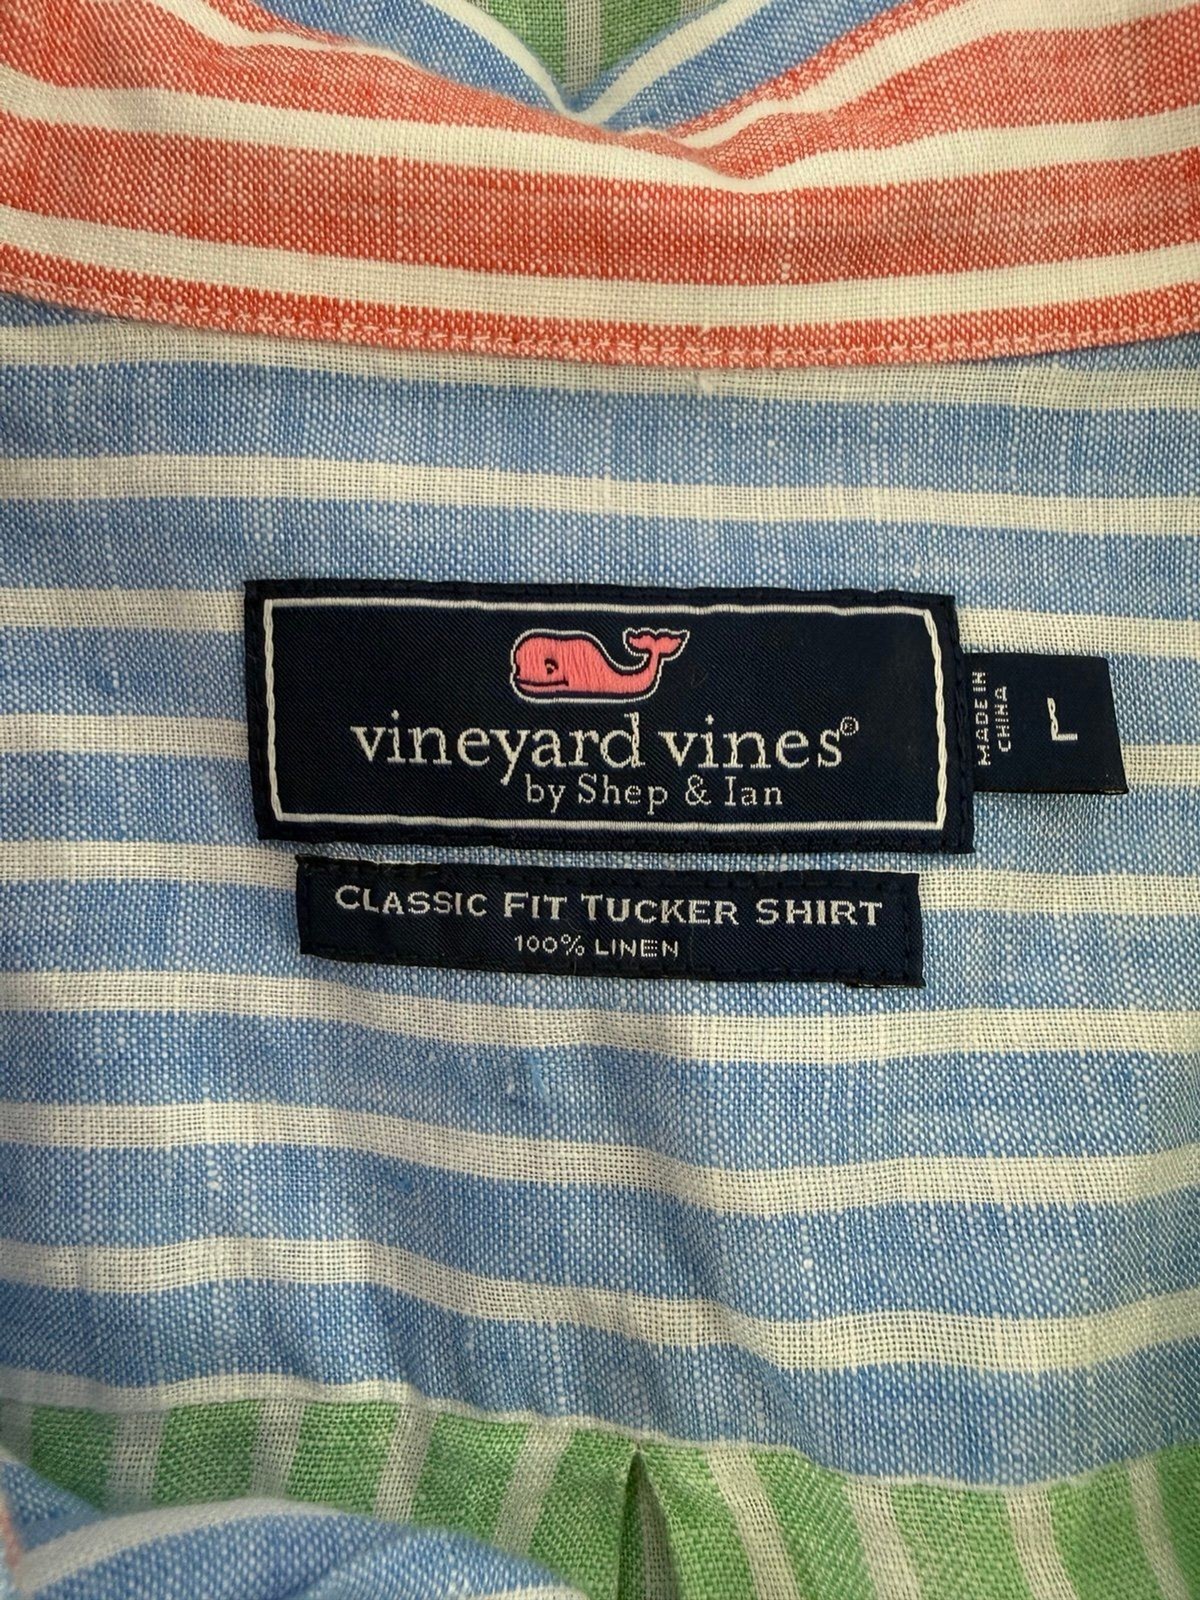 vineyard vines®
by Shep & Ian
MADE IN
CHINA
L
CLASSIC FIT TUCKER SHIRT
100% LINEN